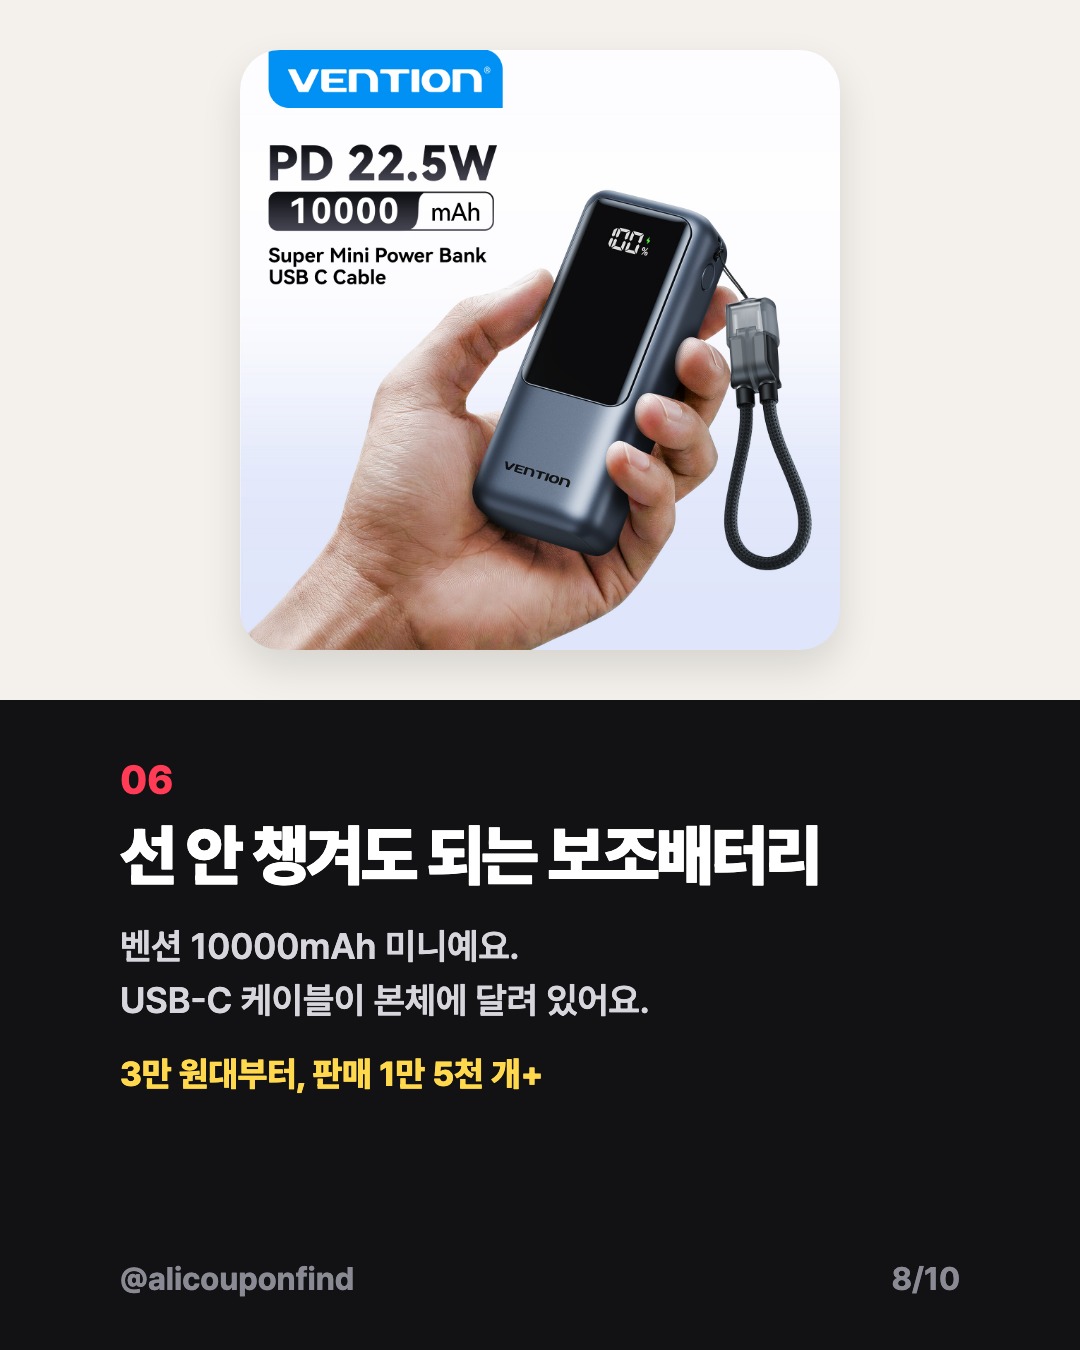 VENTION®
PD 22.5W
10000 mAh
Super Mini Power Bank
USB C Cable
100%
VENTION
06
선 안 챙겨도 되는 보조배터리
벤션 10000mAh 미니예요.
USB-C 케이블이 본체에 달려 있어요.
3만 원대부터, 판매 1만 5천 개+
@alicouponfind
8/10